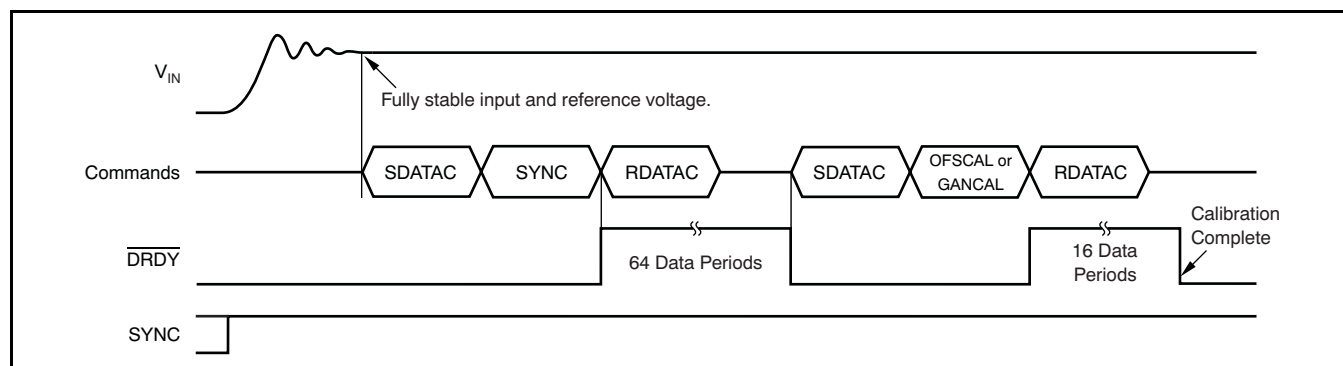 V_IN
Fully stable input and reference voltage.
Commands
SDATAC
SYNC
RDATAC
SDATAC
OFSCAL or
GANCAL
RDATAC
Calibration
Complete
DRDY
64 Data Periods
16 Data
Periods
SYNC